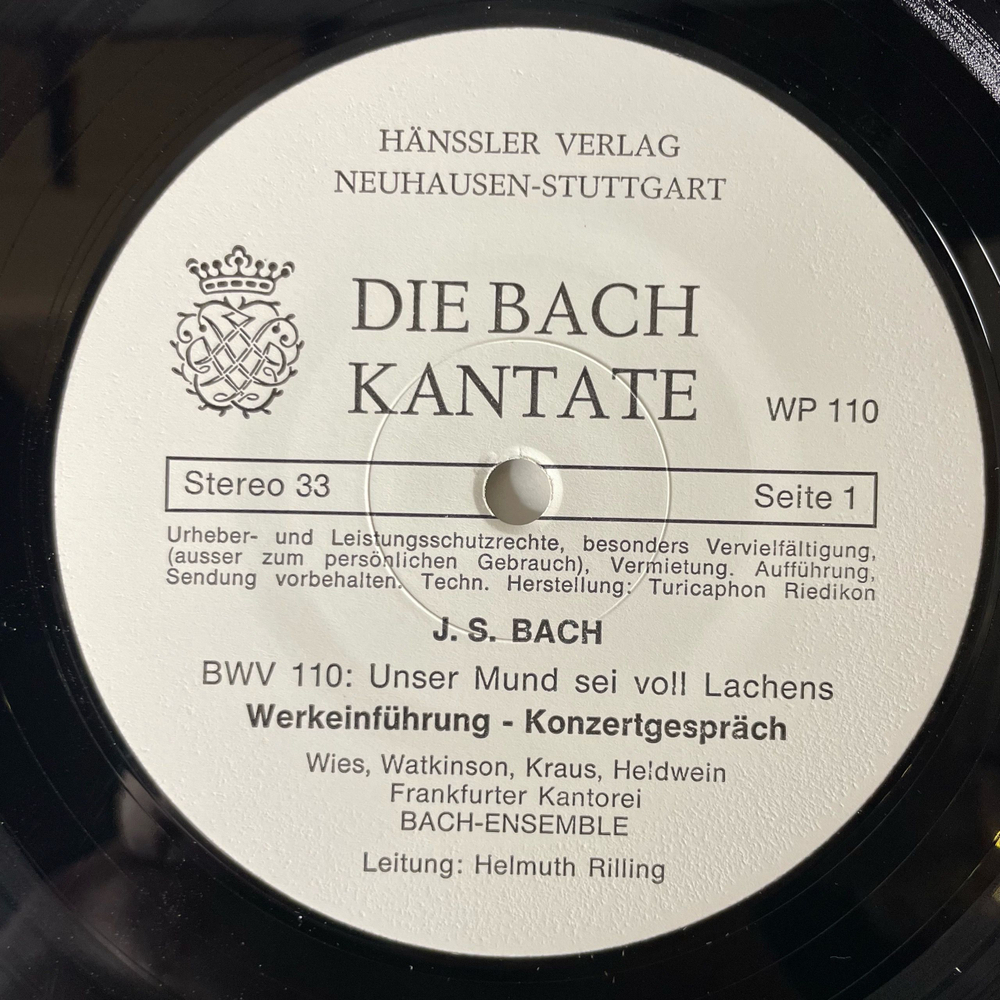 HÄNSSLER VERLAG
NEUHAUSEN-STUTTGART
DIE BACH
KANTATE
WP 110
Stereo 33
Seite 1
Urheber- und Leistungsschutzrechte, besonders Vervielfältigung,
(ausser zum persönlichen Gebrauch), Vermietung. Aufführung,
Sendung vorbehalten. Techn. Herstellung: Turicaphon Riedikon
J. S. BACH
BWV 110: Unser Mund sei voll Lachens
Werkeinführung - Konzertgespräch
Wies, Watkinson, Kraus, Heldwein
Frankfurter Kantorei
BACH-ENSEMBLE
Leitung: Helmuth Rilling